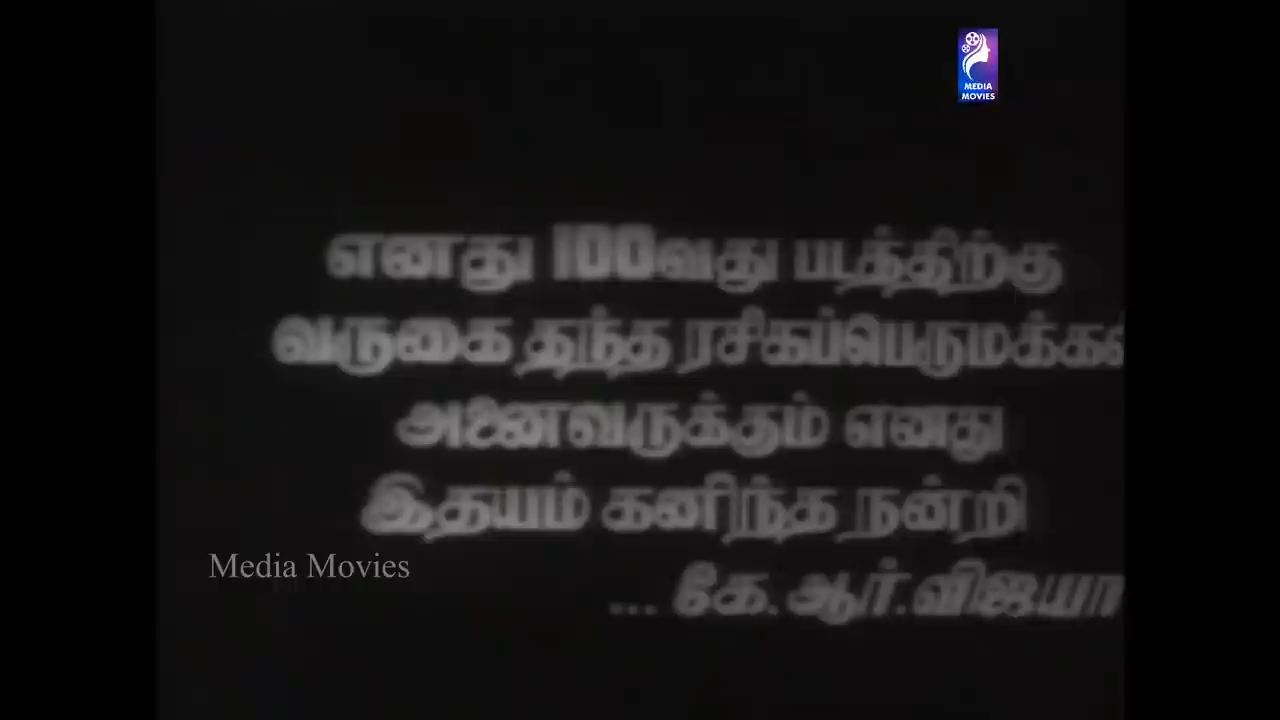 MEDIA
MOVIES
எனது 100வது படத்திற்கு
வருகை தந்த ரசிகப்பெருமக்கள்
அனைவருக்கும் எனது
இதயம் கனிந்த நன்றி
Media Movies
... கே.ஆர்.விஜயா